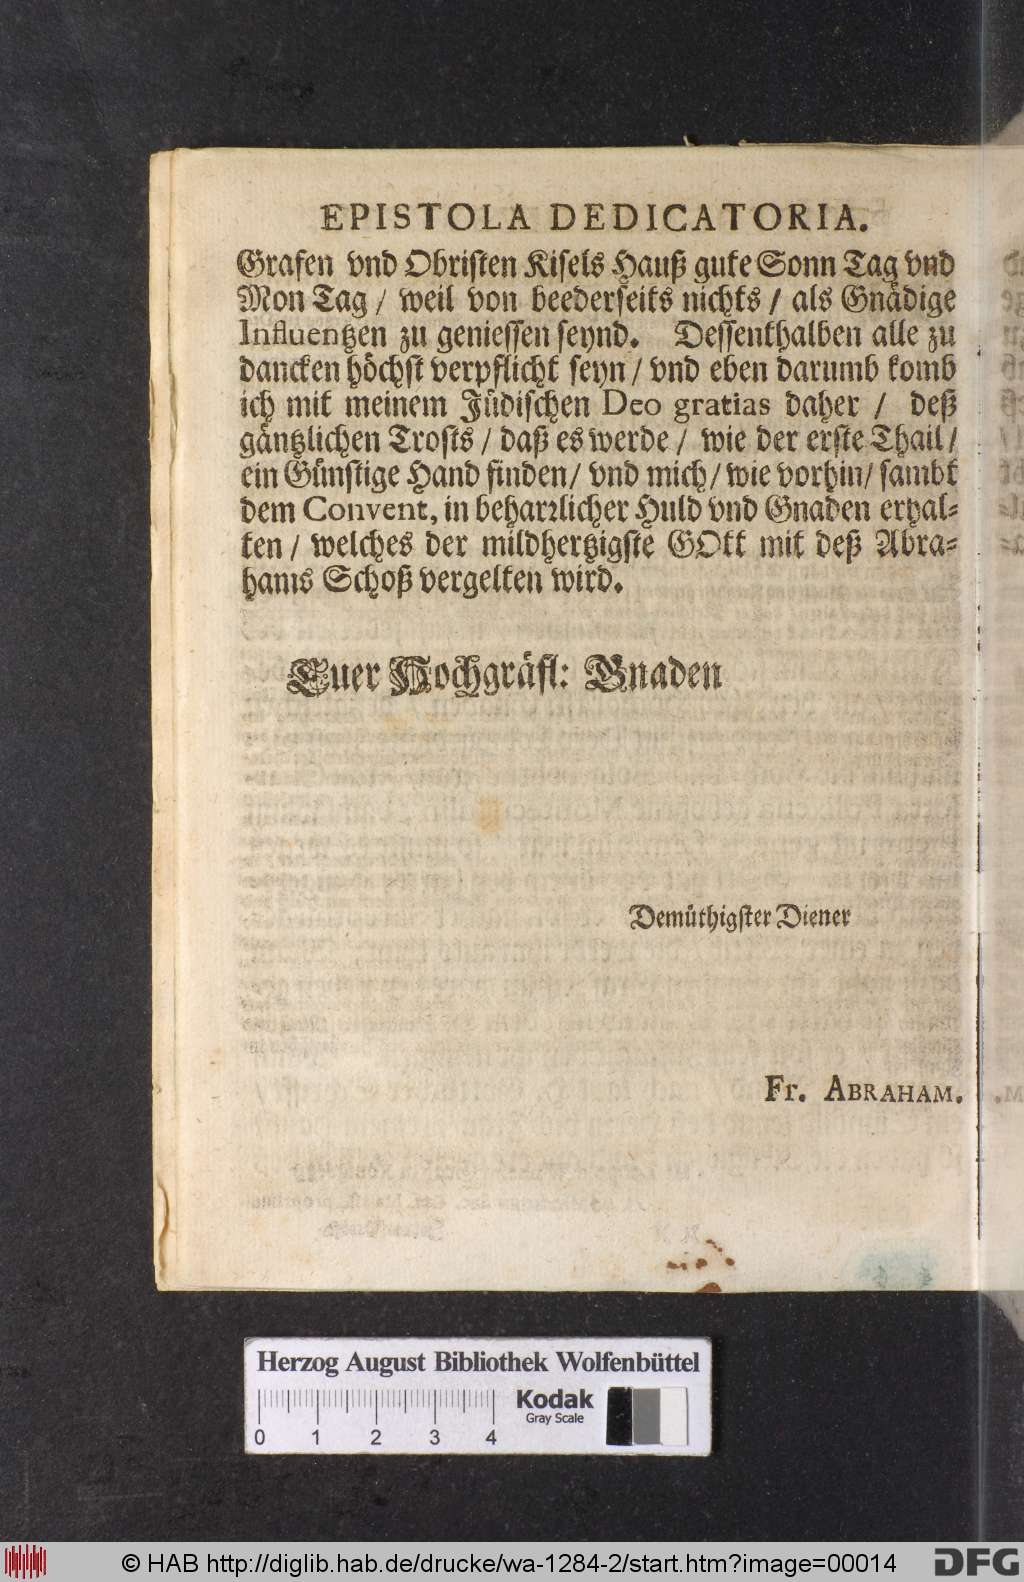 EPISTOLA DEDICATORIA.
Grafen vnd Obristen Kisels Hauß gute Sonn Tag vnd
Mon Tag / weil von beederseits nichts / als Gnädige
Influentzen zu geniessen seynd. Dessenthalben alle zu
dancken höchst verpflicht seyn / vnd eben darumb komb
ich mit meinem Jüdischen Deo gratias daher / deß
gäntzlichen Trosts / daß es werde / wie der erste Thail /
ein Günstige Hand finden / vnd mich / wie vorhin / sambt
dem Convent, in beharꝛlicher Huld vnd Gnaden erhal-
ten / welches der mildhertzigste GOtt mit deß Abra-
hams Schoß vergelten wird.
Euer Hochgräfl: Gnaden
Demüthigster Diener
Fr. ABRAHAM.
Herzog August Bibliothek Wolfenbüttel
Kodak
Gray Scale
0 1 2 3 4
© HAB http://diglib.hab.de/drucke/wa-1284-2/start.htm?image=00014
DFG